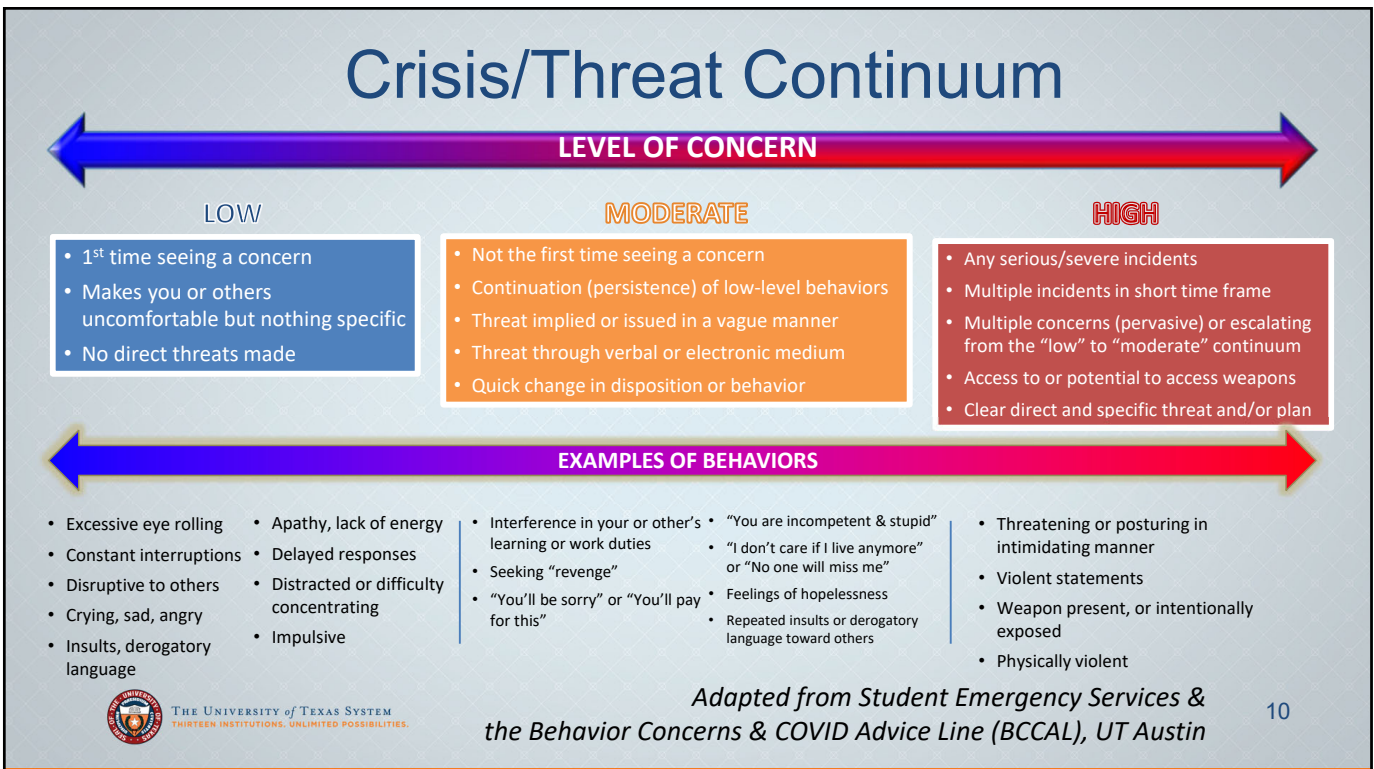 Crisis/Threat Continuum
LEVEL OF CONCERN
LOW
• 1st time seeing a concern
• Makes you or others
uncomfortable but nothing specific
• No direct threats made
MODERATE
• Not the first time seeing a concern
• Continuation (persistence) of low-level behaviors
• Threat implied or issued in a vague manner
• Threat through verbal or electronic medium
• Quick change in disposition or behavior
HIGH
• Any serious/severe incidents
• Multiple incidents in short time frame
• Multiple concerns (pervasive) or escalating
from the “low” to “moderate” continuum
• Access to or potential to access weapons
• Clear direct and specific threat and/or plan
EXAMPLES OF BEHAVIORS
• Excessive eye rolling
• Constant interruptions
• Disruptive to others
• Crying, sad, angry
• Insults, derogatory
language
• Apathy, lack of energy
• Delayed responses
• Distracted or difficulty
concentrating
• Impulsive
• Interference in your or other’s
learning or work duties
• Seeking “revenge”
• “You’ll be sorry” or “You’ll pay
for this”
• “You are incompetent & stupid”
• “I don’t care if I live anymore”
or “No one will miss me”
• Feelings of hopelessness
• Repeated insults or derogatory
language toward others
• Threatening or posturing in
intimidating manner
• Violent statements
• Weapon present, or intentionally
exposed
• Physically violent
THE UNIVERSITY of TEXAS SYSTEM
THIRTEEN INSTITUTIONS. UNLIMITED POSSIBILITIES.
Adapted from Student Emergency Services &
the Behavior Concerns & COVID Advice Line (BCCAL), UT Austin
10